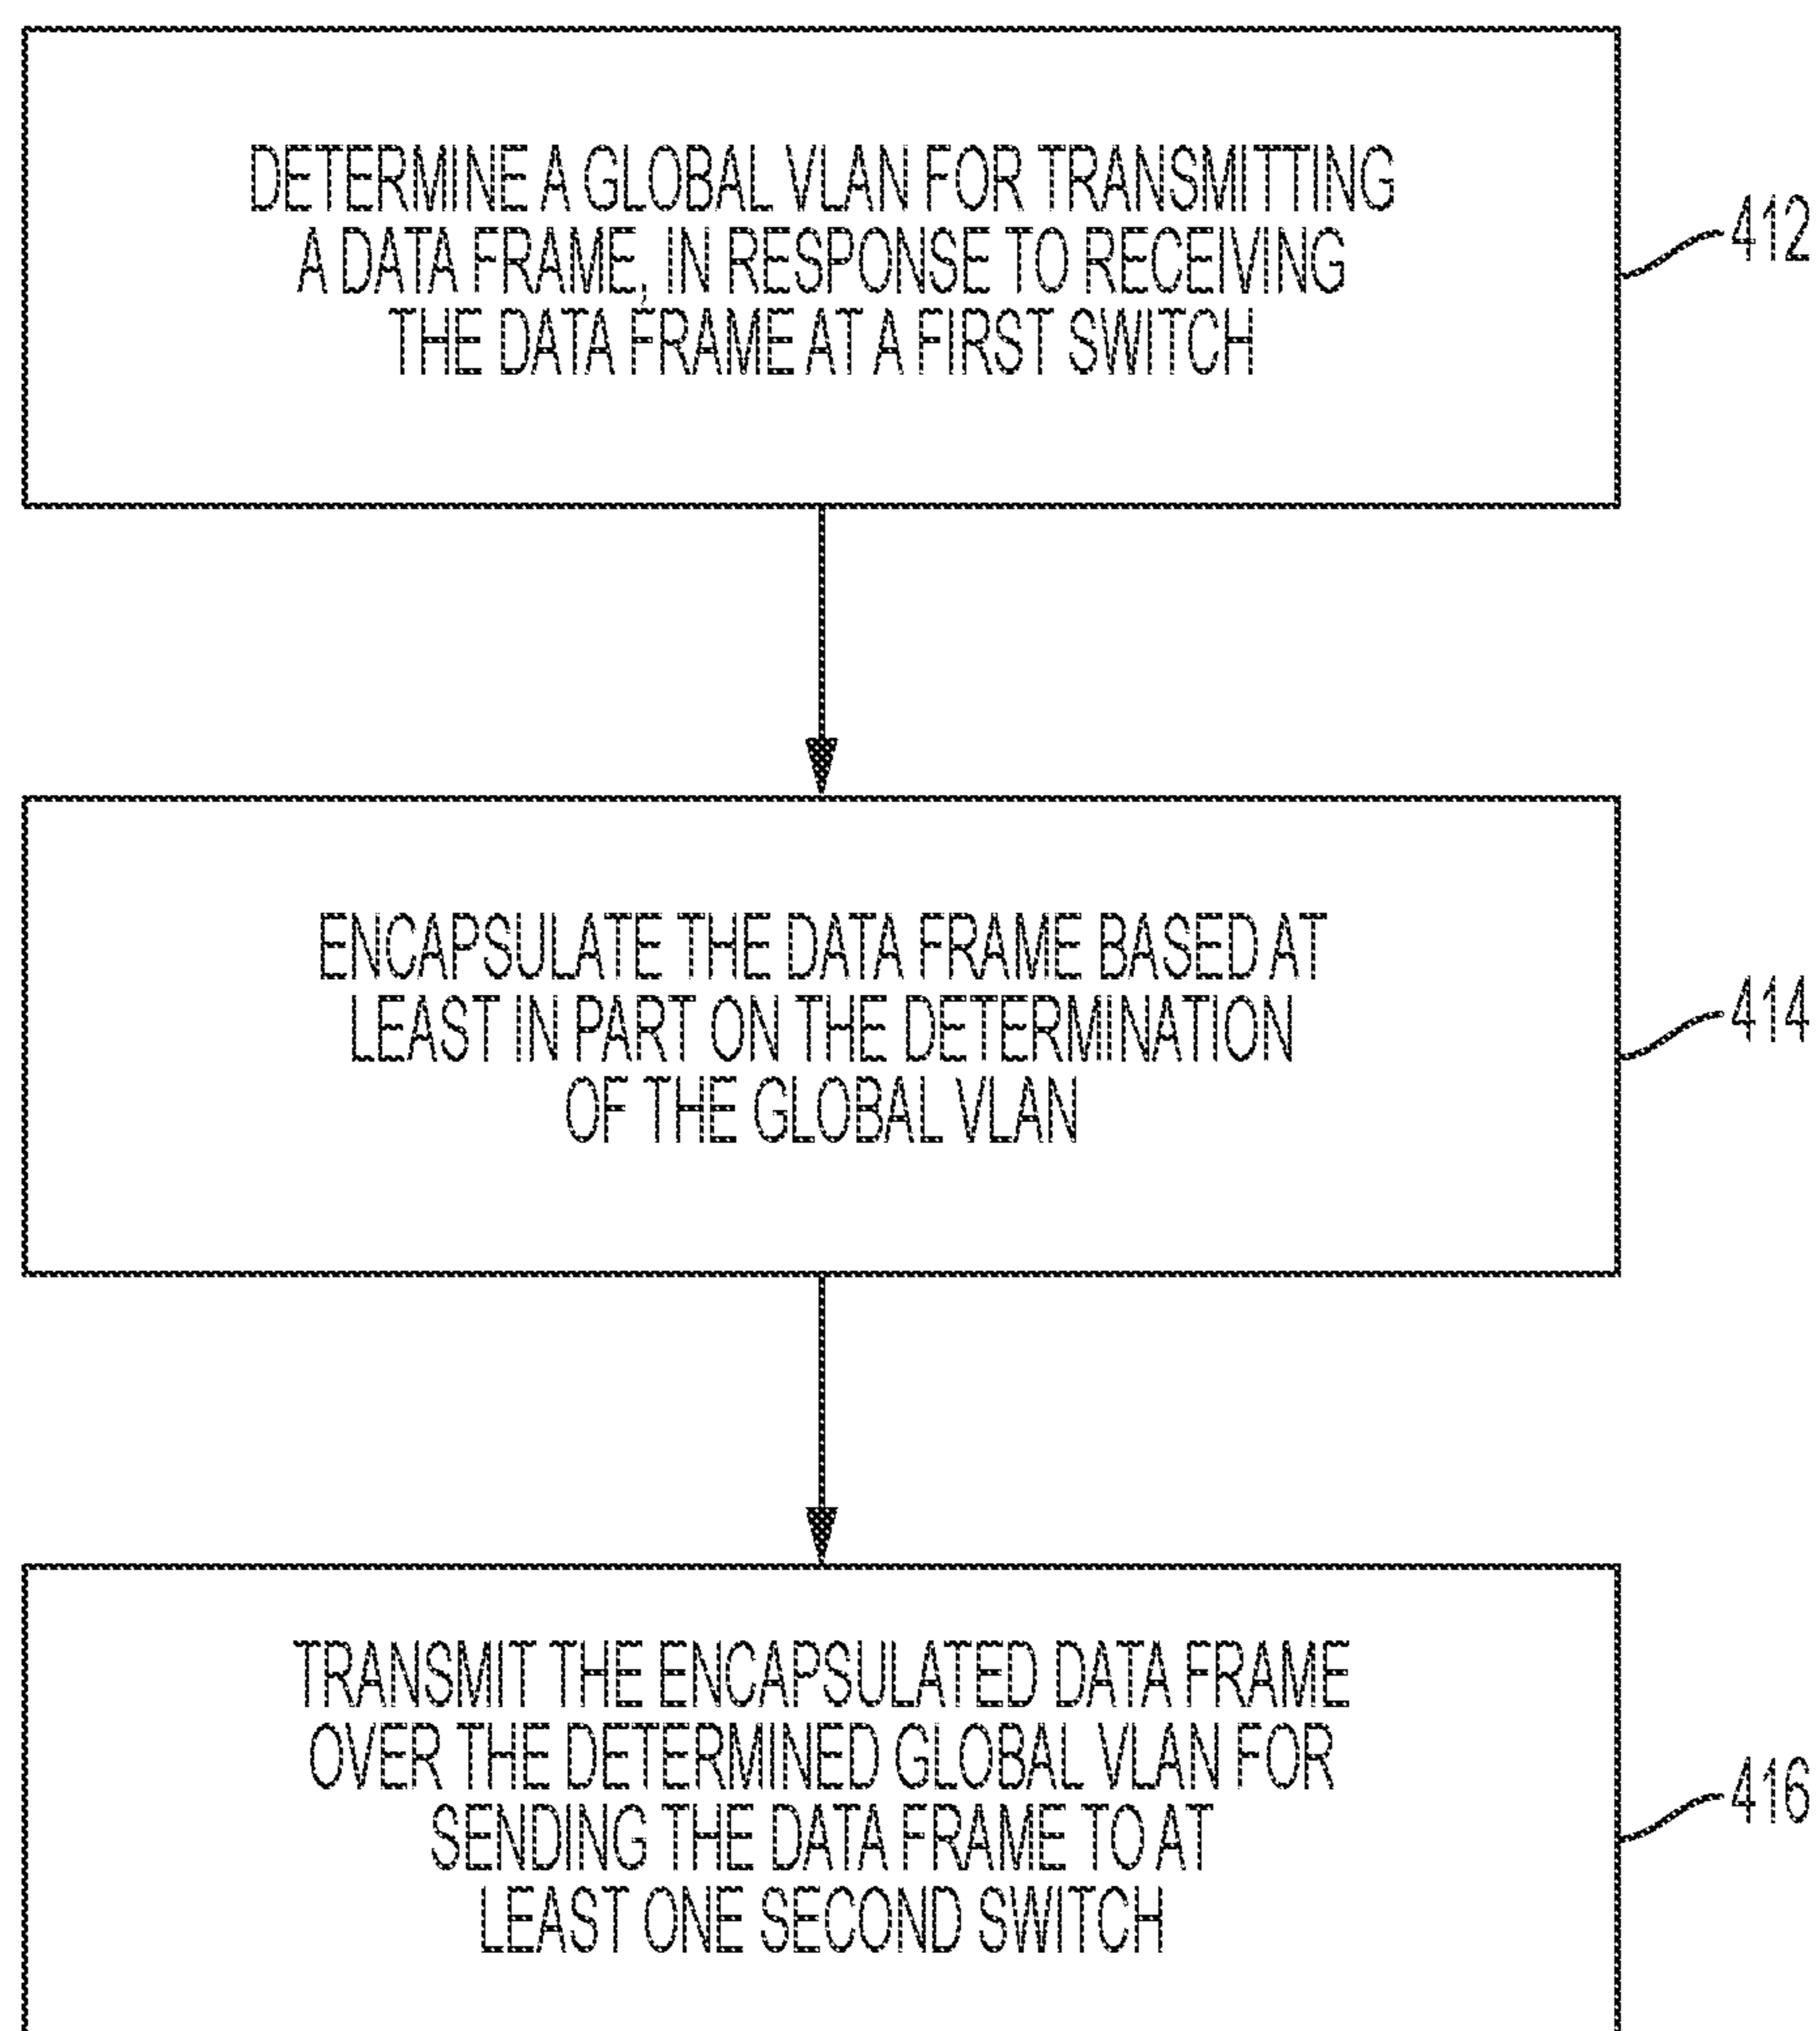 DETERMINE A GLOBAL VLAN FOR TRANSMITTING
A DATA FRAME, IN RESPONSE TO RECEIVING
THE DATA FRAME AT A FIRST SWITCH
412
ENCAPSULATE THE DATA FRAME BASED AT
LEAST IN PART ON THE DETERMINATION
OF THE GLOBAL VLAN
414
TRANSMIT THE ENCAPSULATED DATA FRAME
OVER THE DETERMINED GLOBAL VLAN FOR
SENDING THE DATA FRAME TO AT
LEAST ONE SECOND SWITCH
416